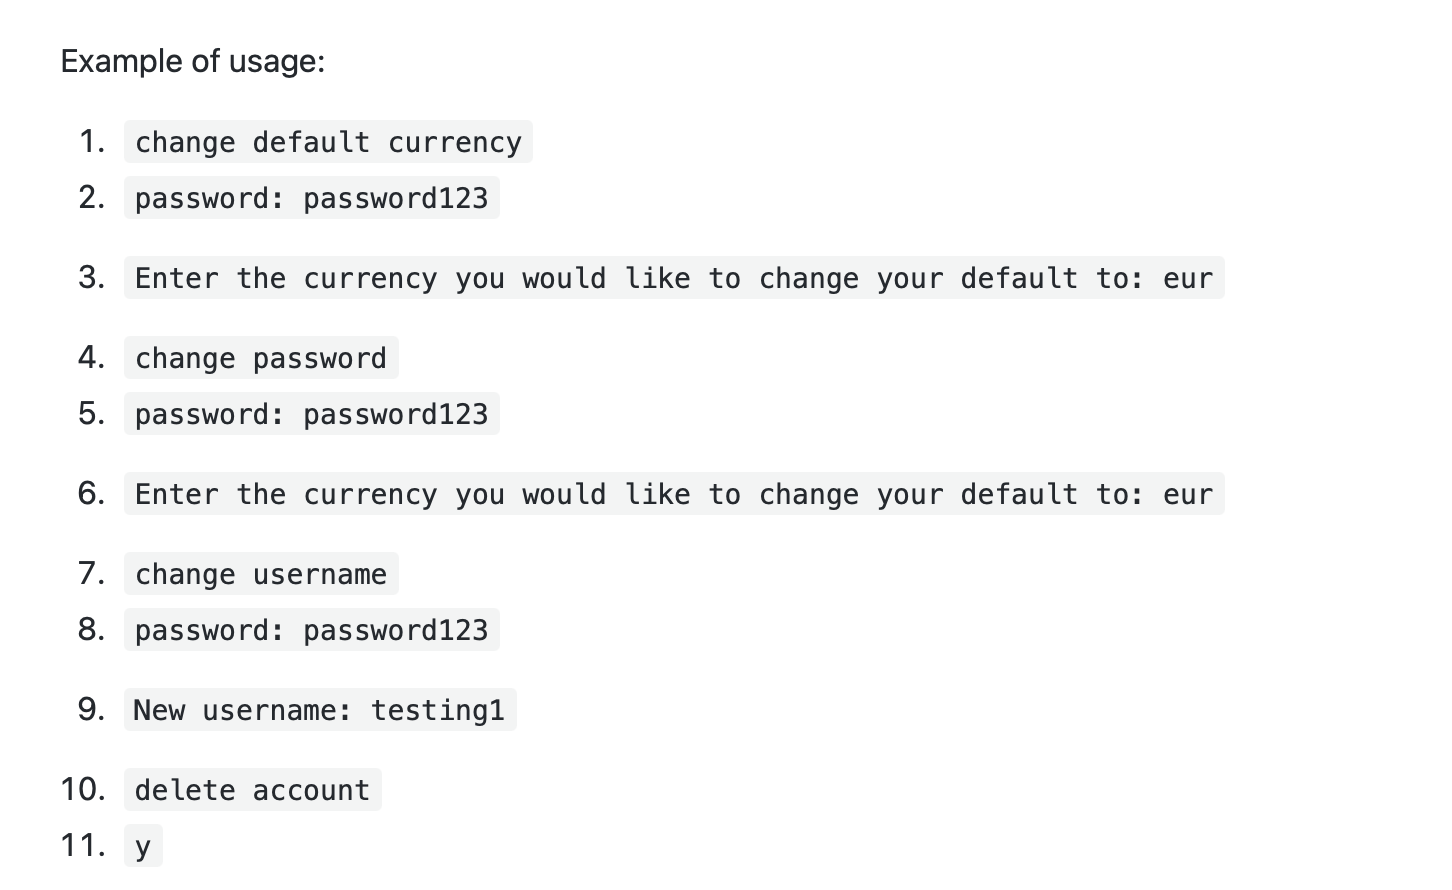 Example of usage:
1. change default currency
2. password: password123
3. Enter the currency you would like to change your default to: eur
4. change password
5. password: password123
6. Enter the currency you would like to change your default to: eur
7. change username
8. password: password123
9. New username: testing1
10. delete account
11. y